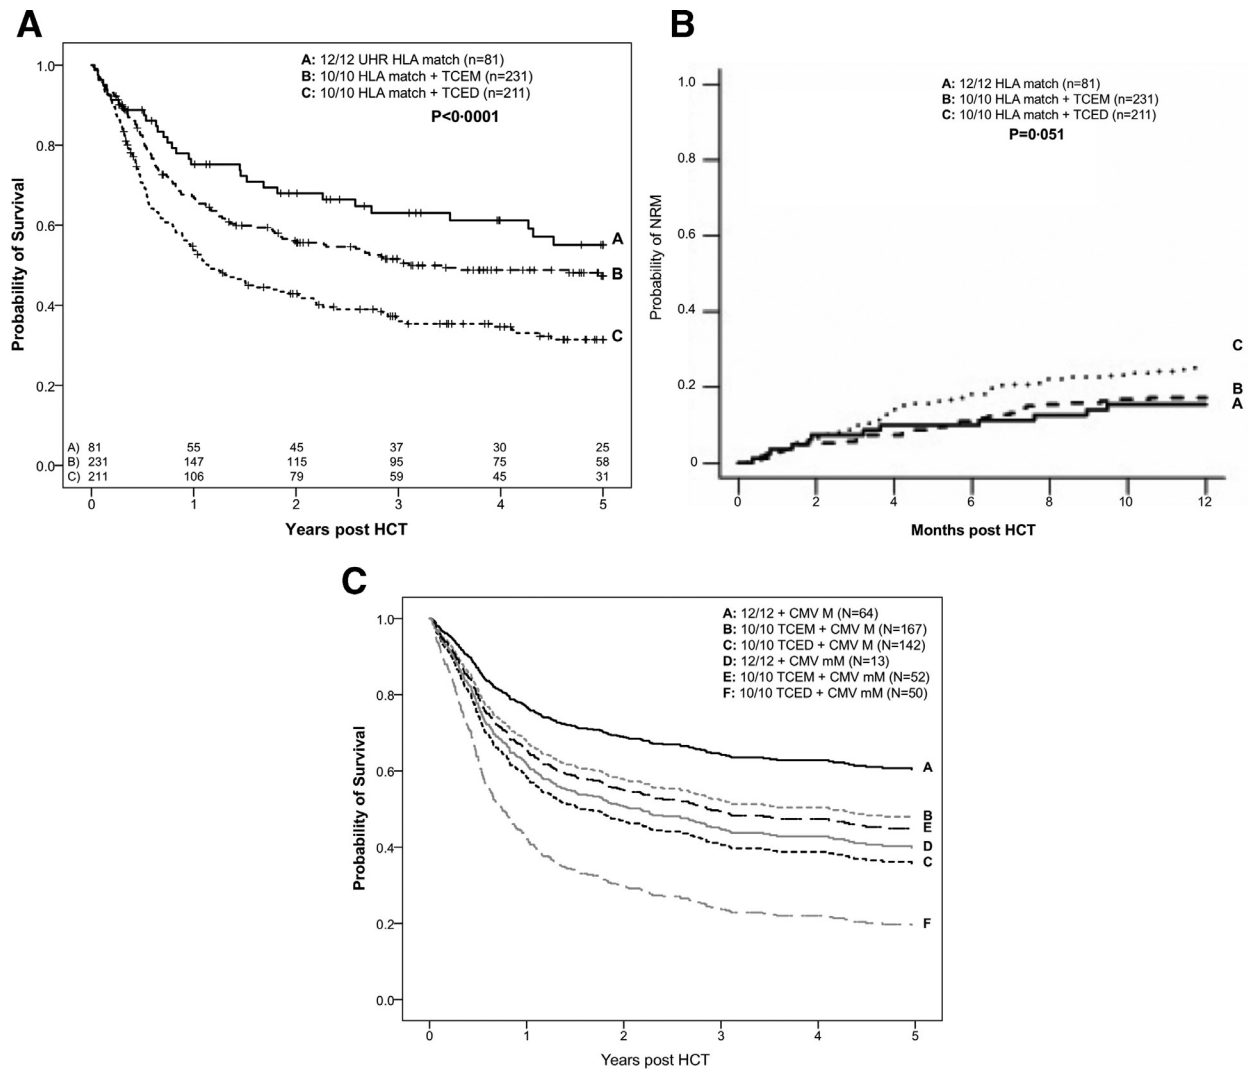 A
A: 12/12 UHR HLA match (n=81)
B: 10/10 HLA match + TCEM (n=231)
C: 10/10 HLA match + TCED (n=211)
P<0·0001
Probability of Survival
1.0
0.8
0.6
0.4
0.2
0.0
A
B
C
A) 81 55 45 37 30 25
B) 231 147 115 95 75 58
C) 211 106 79 59 45 31
0 1 2 3 4 5
Years post HCT
B
A: 12/12 HLA match (n=81)
B: 10/10 HLA match + TCEM (n=231)
C: 10/10 HLA match + TCED (n=211)
P=0·051
Probability of NRM
1.0
0.8
0.6
0.4
0.2
0
C
B
A
0 2 4 6 8 10 12
Months post HCT
C
A: 12/12 + CMV M (N=64)
B: 10/10 TCEM + CMV M (N=167)
C: 10/10 TCED + CMV M (N=142)
D: 12/12 + CMV mM (N=13)
E: 10/10 TCEM + CMV mM (N=52)
F: 10/10 TCED + CMV mM (N=50)
Probability of Survival
1.0
0.8
0.6
0.4
0.2
0.0
A
B
E
D
C
F
0 1 2 3 4 5
Years post HCT